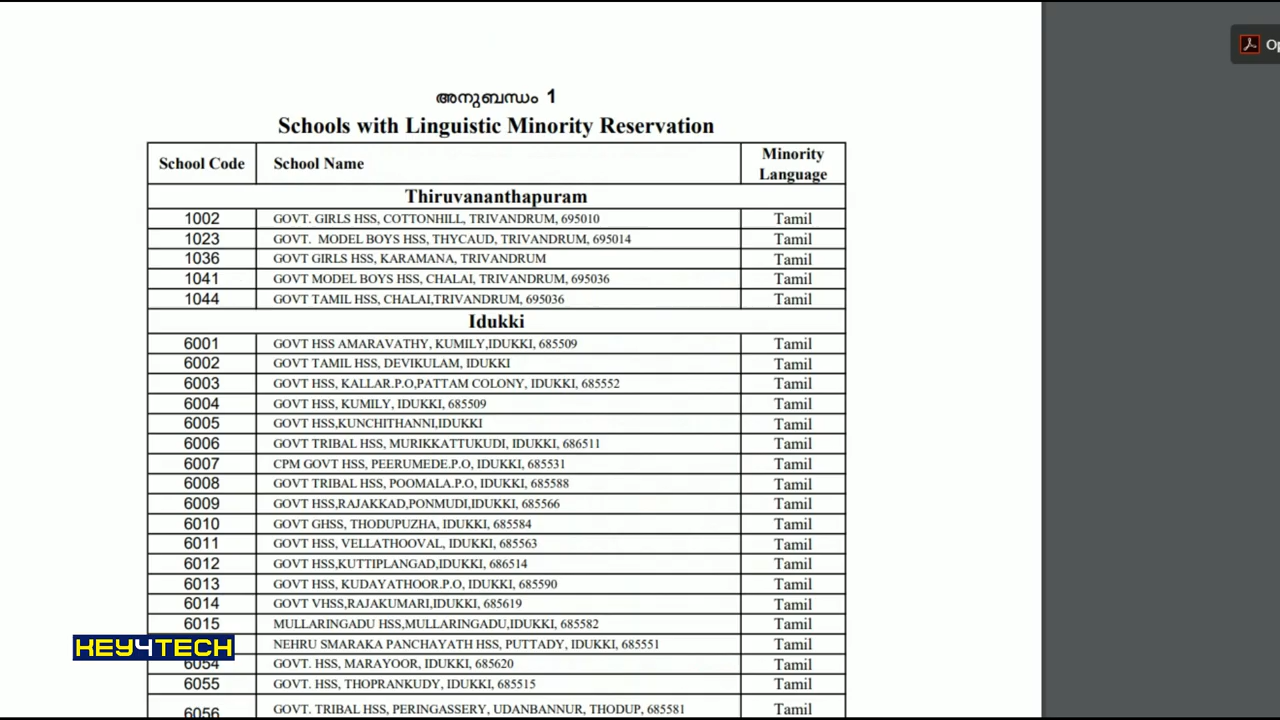 അനുബന്ധം 1
Schools with Linguistic Minority Reservation
School Code School Name Minority Language
Thiruvananthapuram
1002 GOVT. GIRLS HSS, COTTONHILL, TRIVANDRUM, 695010 Tamil
1023 GOVT. MODEL BOYS HSS, THYCAUD, TRIVANDRUM, 695014 Tamil
1036 GOVT GIRLS HSS, KARAMANA, TRIVANDRUM Tamil
1041 GOVT MODEL BOYS HSS, CHALAI, TRIVANDRUM, 695036 Tamil
1044 GOVT TAMIL HSS, CHALAI,TRIVANDRUM, 695036 Tamil
Idukki
6001 GOVT HSS AMARAVATHY, KUMILY,IDUKKI, 685509 Tamil
6002 GOVT TAMIL HSS, DEVIKULAM, IDUKKI Tamil
6003 GOVT HSS, KALLAR.P.O,PATTAM COLONY, IDUKKI, 685552 Tamil
6004 GOVT HSS, KUMILY, IDUKKI, 685509 Tamil
6005 GOVT HSS,KUNCHITHANNI,IDUKKI Tamil
6006 GOVT TRIBAL HSS, MURIKKATTUKUDI, IDUKKI, 686511 Tamil
6007 CPM GOVT HSS, PEERUMEDE.P.O, IDUKKI, 685531 Tamil
6008 GOVT TRIBAL HSS, POOMALA.P.O, IDUKKI, 685588 Tamil
6009 GOVT HSS,RAJAKKAD,PONMUDI,IDUKKI, 685566 Tamil
6010 GOVT GHSS, THODUPUZHA, IDUKKI, 685584 Tamil
6011 GOVT HSS, VELLATHOOVAL, IDUKKI, 685563 Tamil
6012 GOVT HSS,KUTTIPLANGAD,IDUKKI, 686514 Tamil
6013 GOVT HSS, KUDAYATHOOR.P.O, IDUKKI, 685590 Tamil
6014 GOVT VHSS,RAJAKUMARI,IDUKKI, 685619 Tamil
6015 MULLARINGADU HSS,MULLARINGADU,IDUKKI, 685582 Tamil
NEHRU SMARAKA PANCHAYATH HSS, PUTTADY, IDUKKI, 685551 Tamil
6054 GOVT. HSS, MARAYOOR, IDUKKI, 685620 Tamil
6055 GOVT. HSS, THOPRANKUDY, IDUKKI, 685515 Tamil
6056 GOVT. TRIBAL HSS, PERINGASSERY, UDANBANNUR, THODUP, 685581 Tamil
KEY4TECH
Op